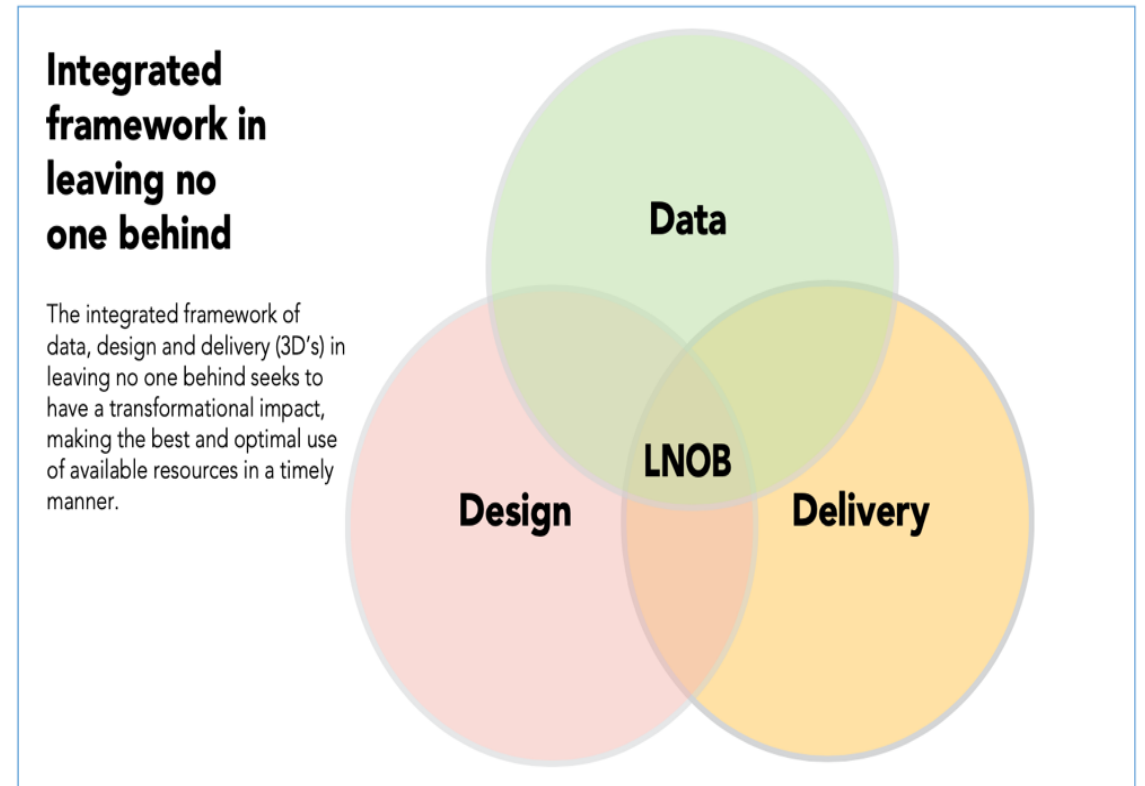 Integrated
framework in
leaving no
one behind
The integrated framework of
data, design and delivery (3D's) in
leaving no one behind seeks to
have a transformational impact,
making the best and optimal use
of available resources in a timely
manner.
Data
LNOB
Design
Delivery